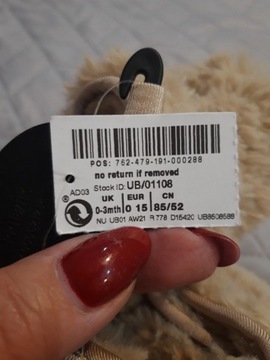 POS: 762-479-191-000288
no return if removed
AD03 Stock ID: UB/01108
UK EUR CN
0-3mth 0 15 85/52
NU UB01 AW21 R778 D15420 UB8508588